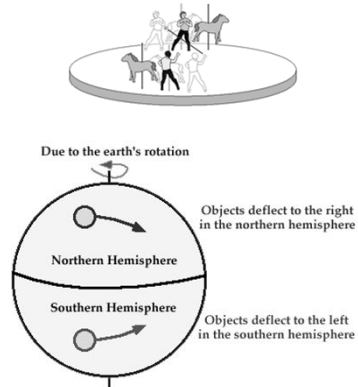 Due to the earth's rotation
Objects deflect to the right
in the northern hemisphere
Northern Hemisphere
Southern Hemisphere
Objects deflect to the left
in the southern hemisphere